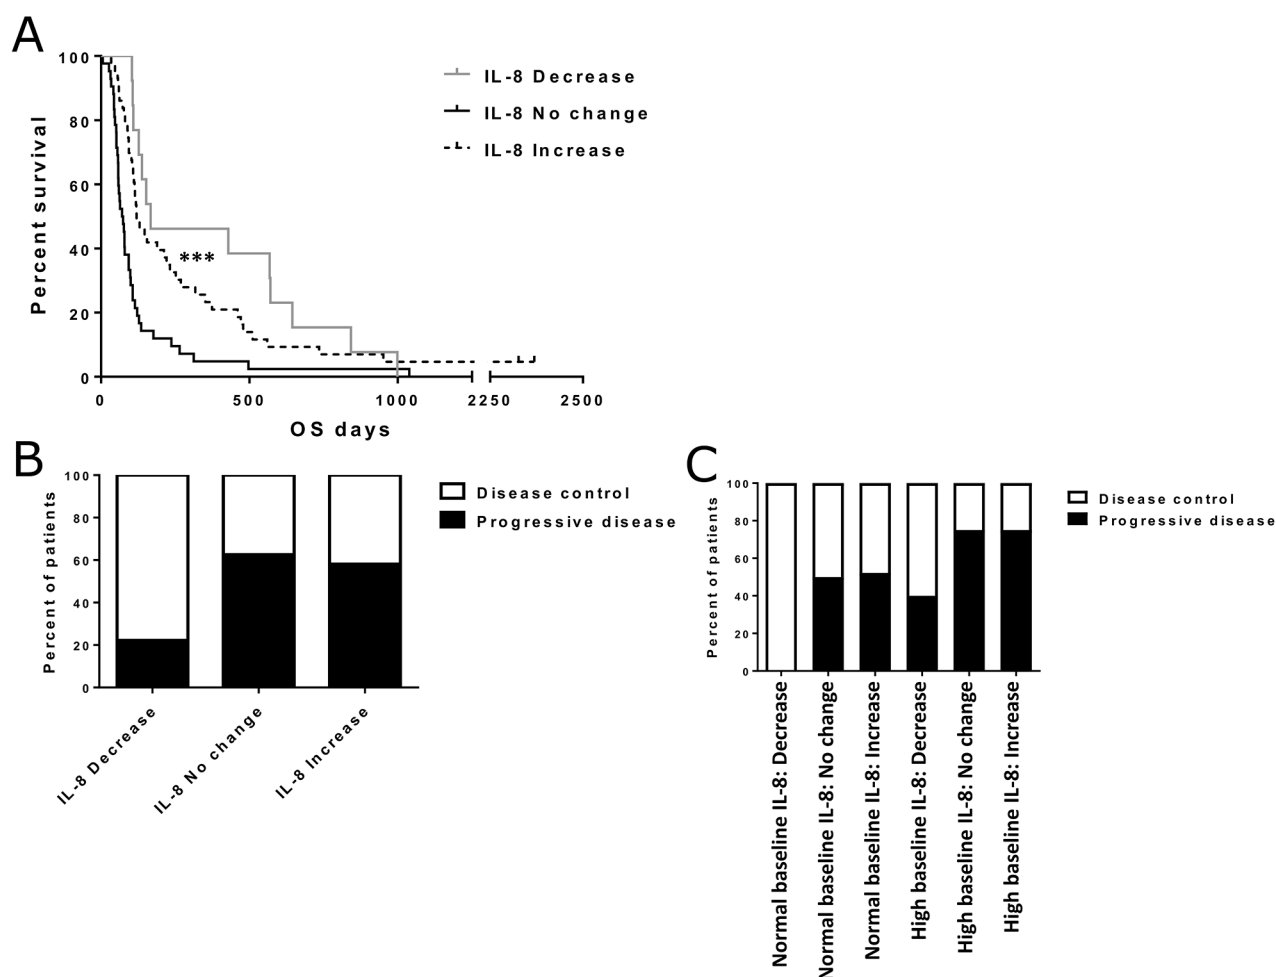 A
100
80
60
40
20
0
Percent survival
***
IL-8 Decrease
IL-8 No change
IL-8 Increase
0 500 1000 2250 2500
OS days
B
100
80
60
40
20
0
Percent of patients
Disease control
Progressive disease
IL-8 Decrease
IL-8 No change
IL-8 Increase
C
100
80
60
40
20
0
Percent of patients
Disease control
Progressive disease
Normal baseline IL-8: Decrease
Normal baseline IL-8: No change
Normal baseline IL-8: Increase
High baseline IL-8: Decrease
High baseline IL-8: No change
High baseline IL-8: Increase